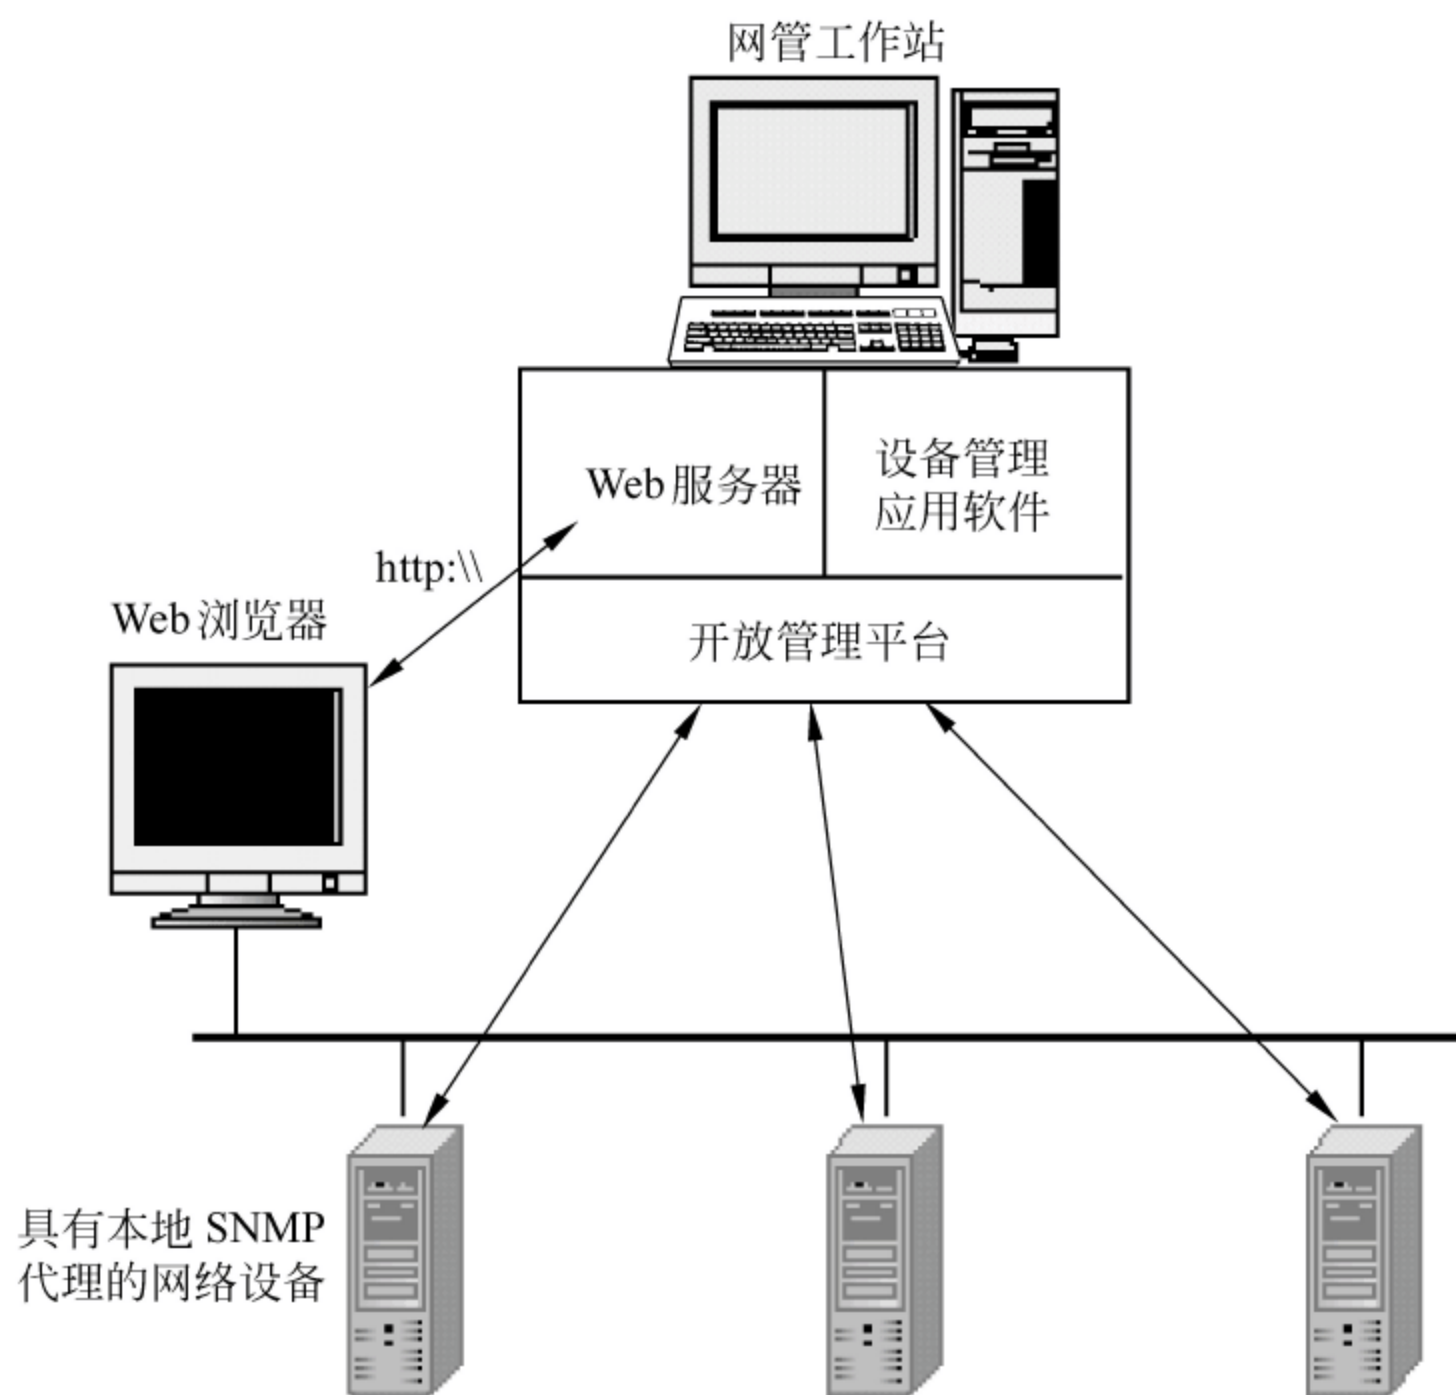 网管工作站
Web服务器
设备管理
应用软件
http:\\
Web浏览器
开放管理平台
具有本地 SNMP
代理的网络设备